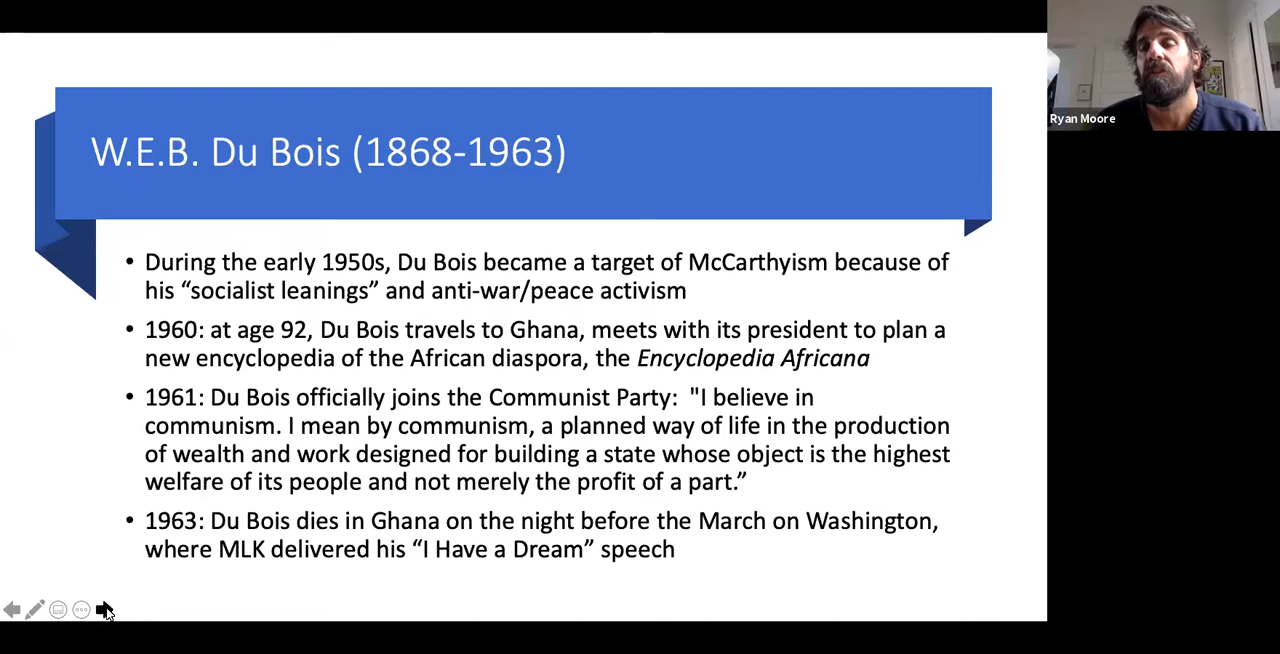 W.E.B. Du Bois (1868-1963)
• During the early 1950s, Du Bois became a target of McCarthyism because of
his “socialist leanings” and anti-war/peace activism
• 1960: at age 92, Du Bois travels to Ghana, meets with its president to plan a
new encyclopedia of the African diaspora, the Encyclopedia Africana
• 1961: Du Bois officially joins the Communist Party:  "I believe in
communism. I mean by communism, a planned way of life in the production
of wealth and work designed for building a state whose object is the highest
welfare of its people and not merely the profit of a part.”
• 1963: Du Bois dies in Ghana on the night before the March on Washington,
where MLK delivered his “I Have a Dream” speech
Ryan Moore